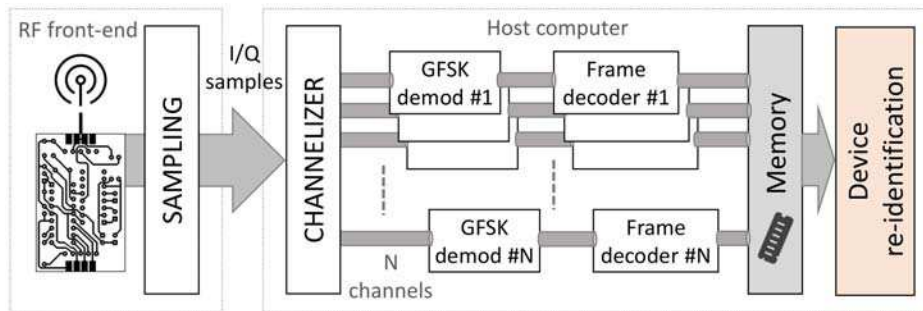 RF front-end
SAMPLING
I/Q
samples
Host computer
CHANNELIZER
GFSK
demod #1
Frame
decoder #1
GFSK
demod #N
Frame
decoder #N
N
channels
Memory
Device
re-identification